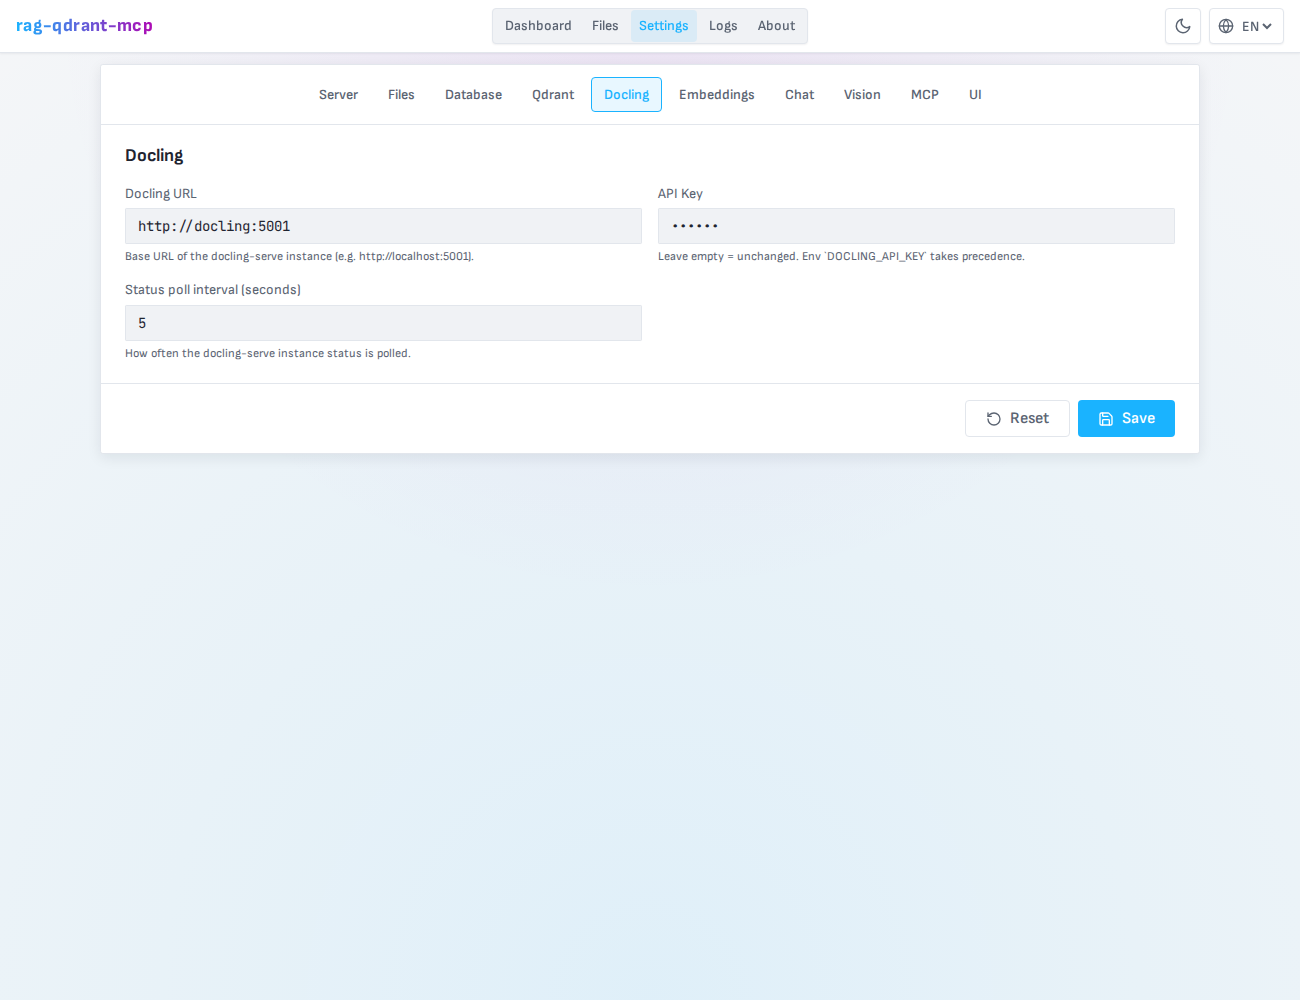 rag-qdrant-mcp
Dashboard Files Settings Logs About
EN
Server Files Database Qdrant Docling Embeddings Chat Vision MCP UI
Docling
Docling URL
API Key
http://docling:5001
••••••
Base URL of the docling-serve instance (e.g. http://localhost:5001).
Leave empty = unchanged. Env `DOCLING_API_KEY` takes precedence.
Status poll interval (seconds)
5
How often the docling-serve instance status is polled.
Reset
Save